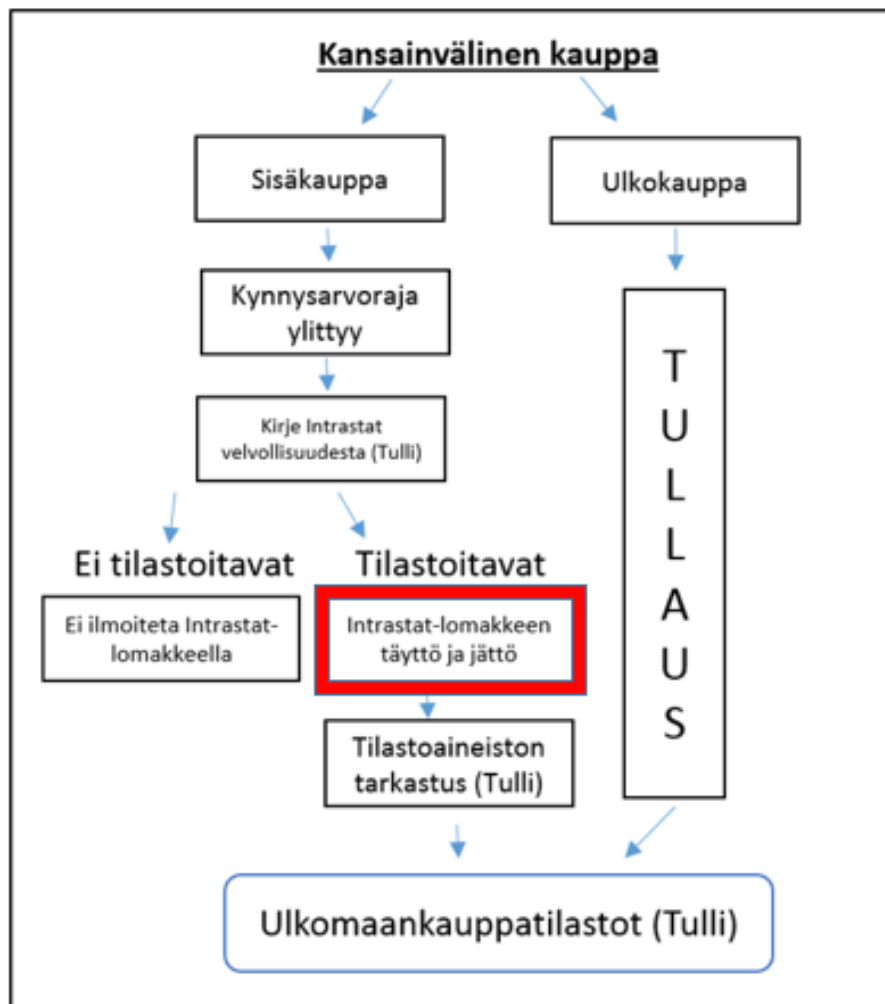 Kansainvälinen kauppa
Sisäkauppa
Ulkokauppa
Kynnysarvoraja
ylittyy
Kirje Intrastat
velvollisuudesta (Tulli)
Ei tilastoitavat
Tilastoitavat
Ei ilmoiteta Intrastat-
lomakkeella
Intrastat-lomakkeen
täyttö ja jättö
Tilastoaineiston
tarkastus (Tulli)
T
U
L
L
A
U
S
Ulkomaankauppatilastot (Tulli)